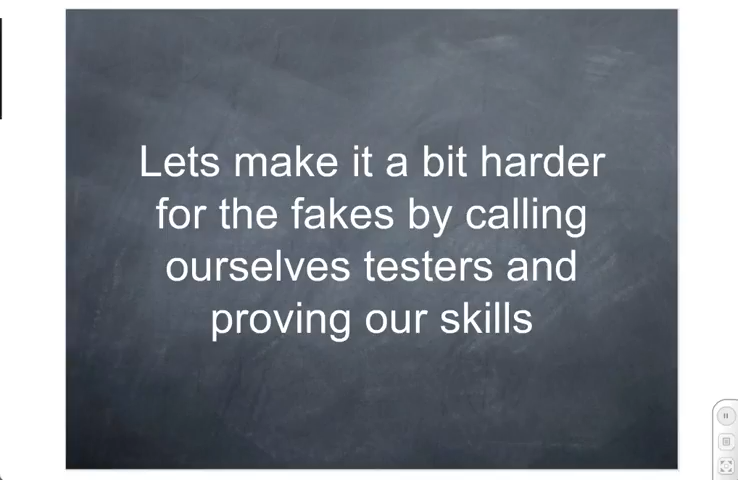 Lets make it a bit harder
for the fakes by calling
ourselves testers and
proving our skills